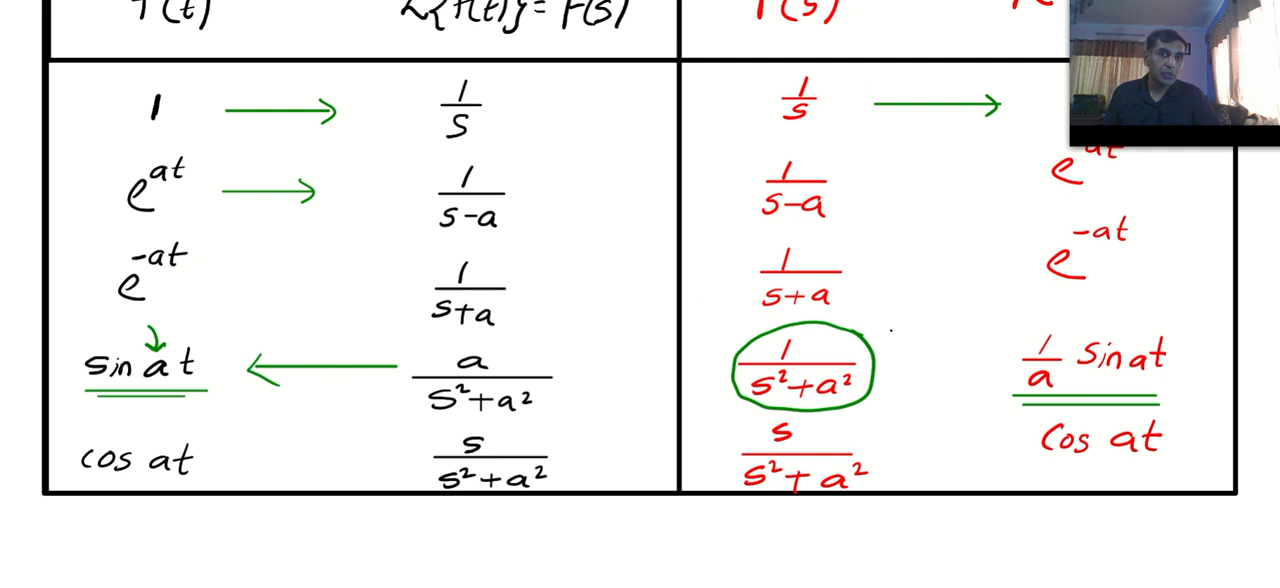 f(t) L{f(t)} = F(s) F(s)
1 → 1/s 1/s →
e^at → 1/(s-a) 1/(s-a) e^at
e^-at 1/(s+a) 1/(s+a) e^-at
sin at ← a/(s²+a²) 1/(s²+a²) 1/a sin at
cos at s/(s²+a²) s/(s²+a²) cos at